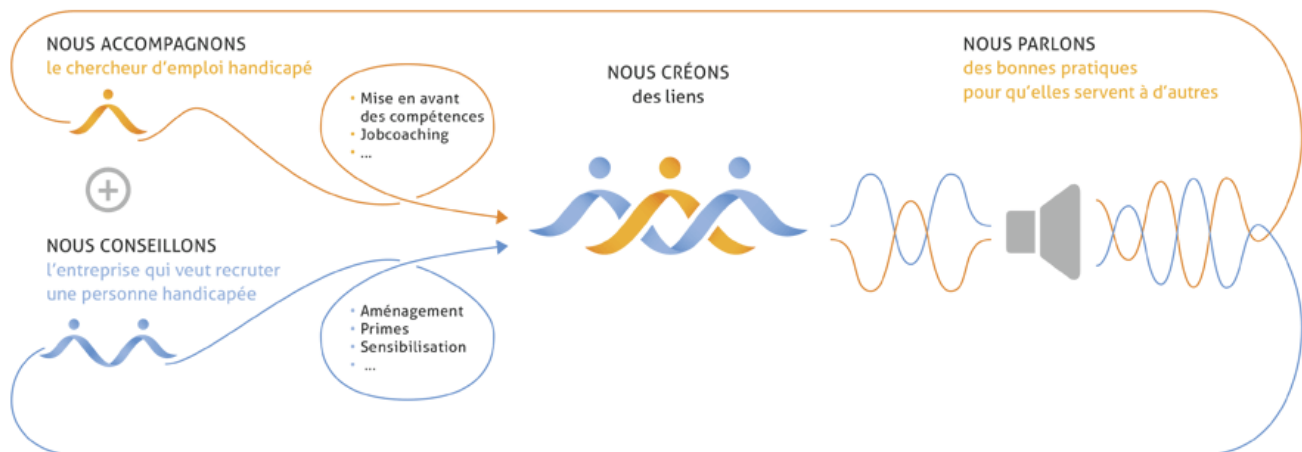 NOUS ACCOMPAGNONS
le chercheur d'emploi handicapé
• Mise en avant
des compétences
• Jobcoaching
• ...
NOUS CONSEILLONS
l'entreprise qui veut recruter
une personne handicapée
• Aménagement
• Primes
• Sensibilisation
• ...
NOUS CRÉONS
des liens
NOUS PARLONS
des bonnes pratiques
pour qu'elles servent à d'autres